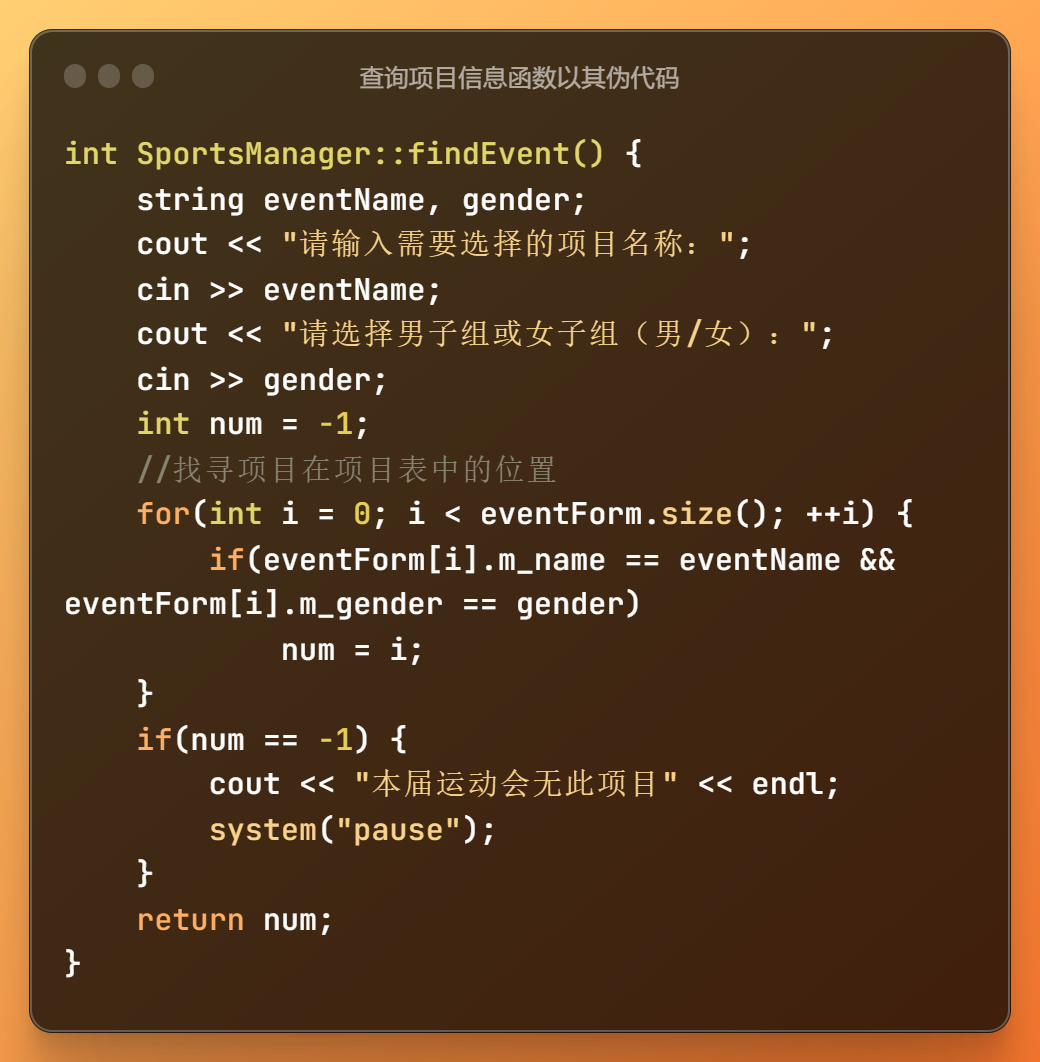 查询项目信息函数以其伪代码
int SportsManager::findEvent() {
    string eventName, gender;
    cout << "请输入需要选择的项目名称：";
    cin >> eventName;
    cout << "请选择男子组或女子组（男/女）：";
    cin >> gender;
    int num = -1;
    //找寻项目在项目表中的位置
    for(int i = 0; i < eventForm.size(); ++i) {
        if(eventForm[i].m_name == eventName &&
eventForm[i].m_gender == gender)
            num = i;
    }
    if(num == -1) {
        cout << "本届运动会无此项目" << endl;
        system("pause");
    }
    return num;
}